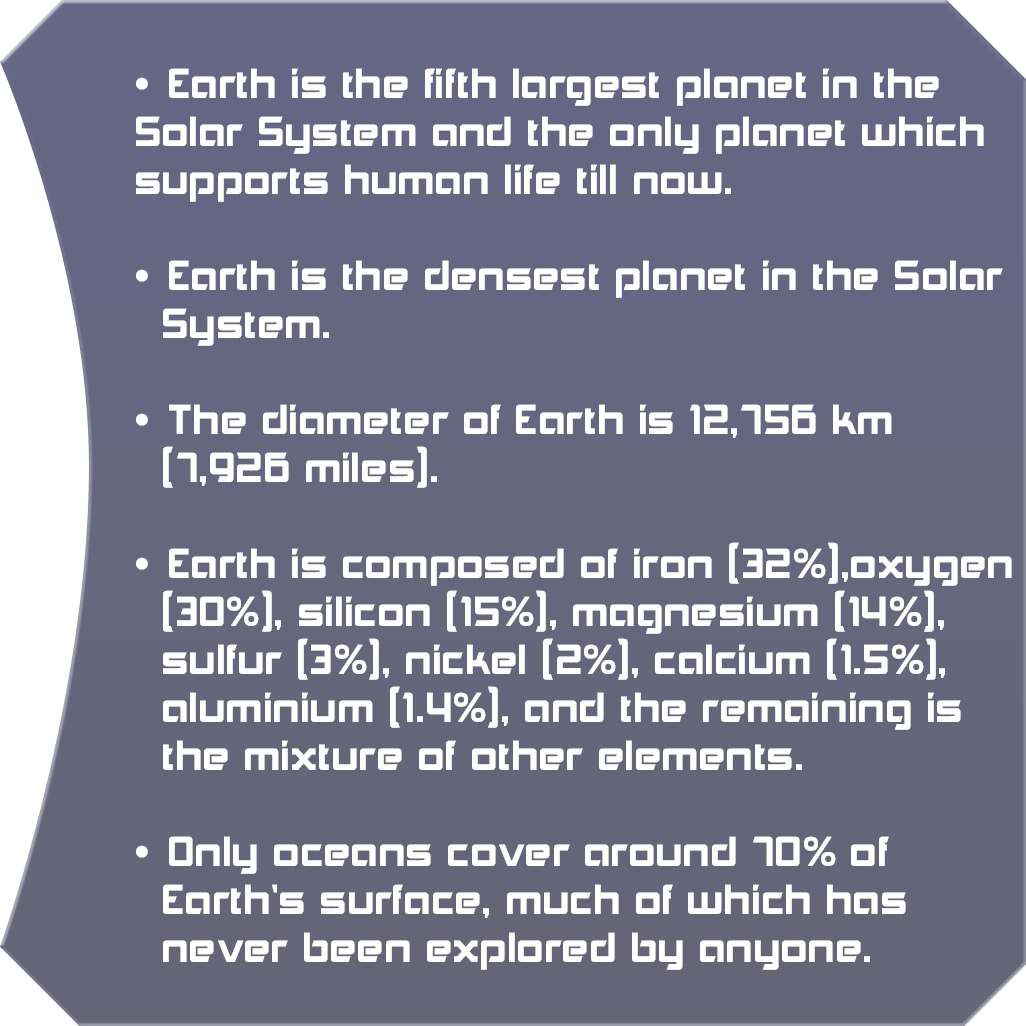 • Earth is the fifth largest planet in the
Solar System and the only planet which
supports human life till now.
• Earth is the densest planet in the Solar
System.
• The diameter of Earth is 12,756 km
(7,926 miles).
• Earth is composed of iron (32%),oxygen
(30%), silicon (15%), magnesium (14%),
sulfur (3%), nickel (2%), calcium (1.5%),
aluminium (1.4%), and the remaining is
the mixture of other elements.
• Only oceans cover around 70% of
Earth's surface, much of which has
never been explored by anyone.